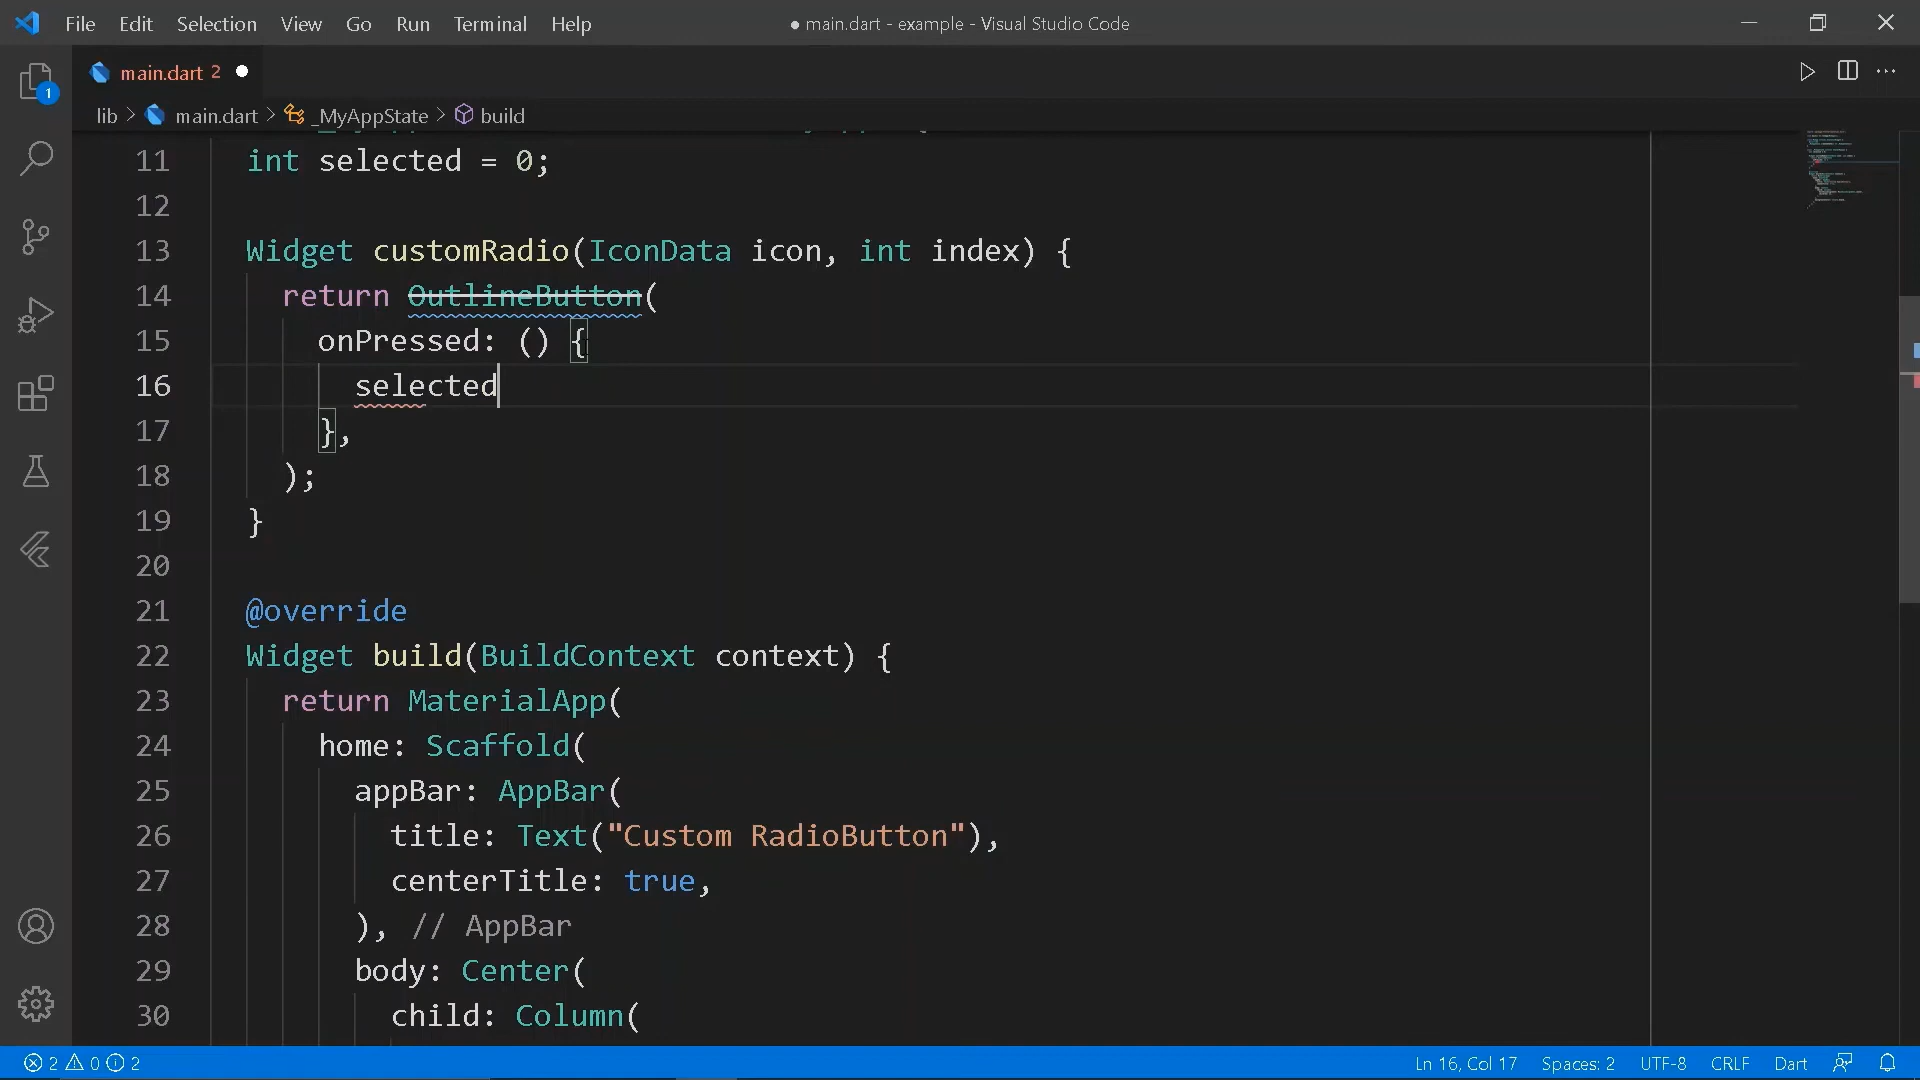 File Edit Selection View Go Run Terminal Help ● main.dart - example - Visual Studio Code
main.dart 2
1
lib > main.dart > _MyAppState > build
11 int selected = 0;
12
13 Widget customRadio(IconData icon, int index) {
14 return OutlineButton(
15 onPressed: () {
16 selected
17 },
18 );
19 }
20
21 @override
22 Widget build(BuildContext context) {
23 return MaterialApp(
24 home: Scaffold(
25 appBar: AppBar(
26 title: Text("Custom RadioButton"),
27 centerTitle: true,
28 ), // AppBar
29 body: Center(
30 child: Column(
2 0 2 Ln 16, Col 17 Spaces: 2 UTF-8 CRLF Dart